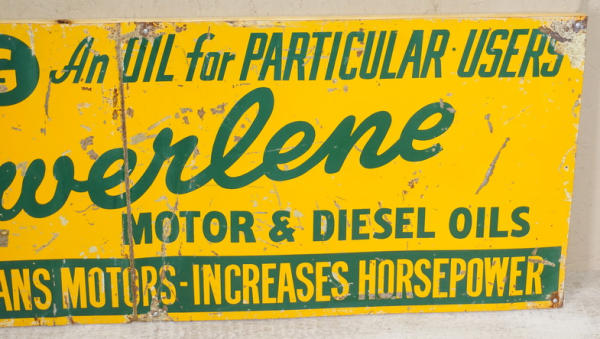 G An OIL for PARTICULAR USERS
werlene
MOTOR & DIESEL OILS
ANS MOTORS-INCREASES HORSEPOWER